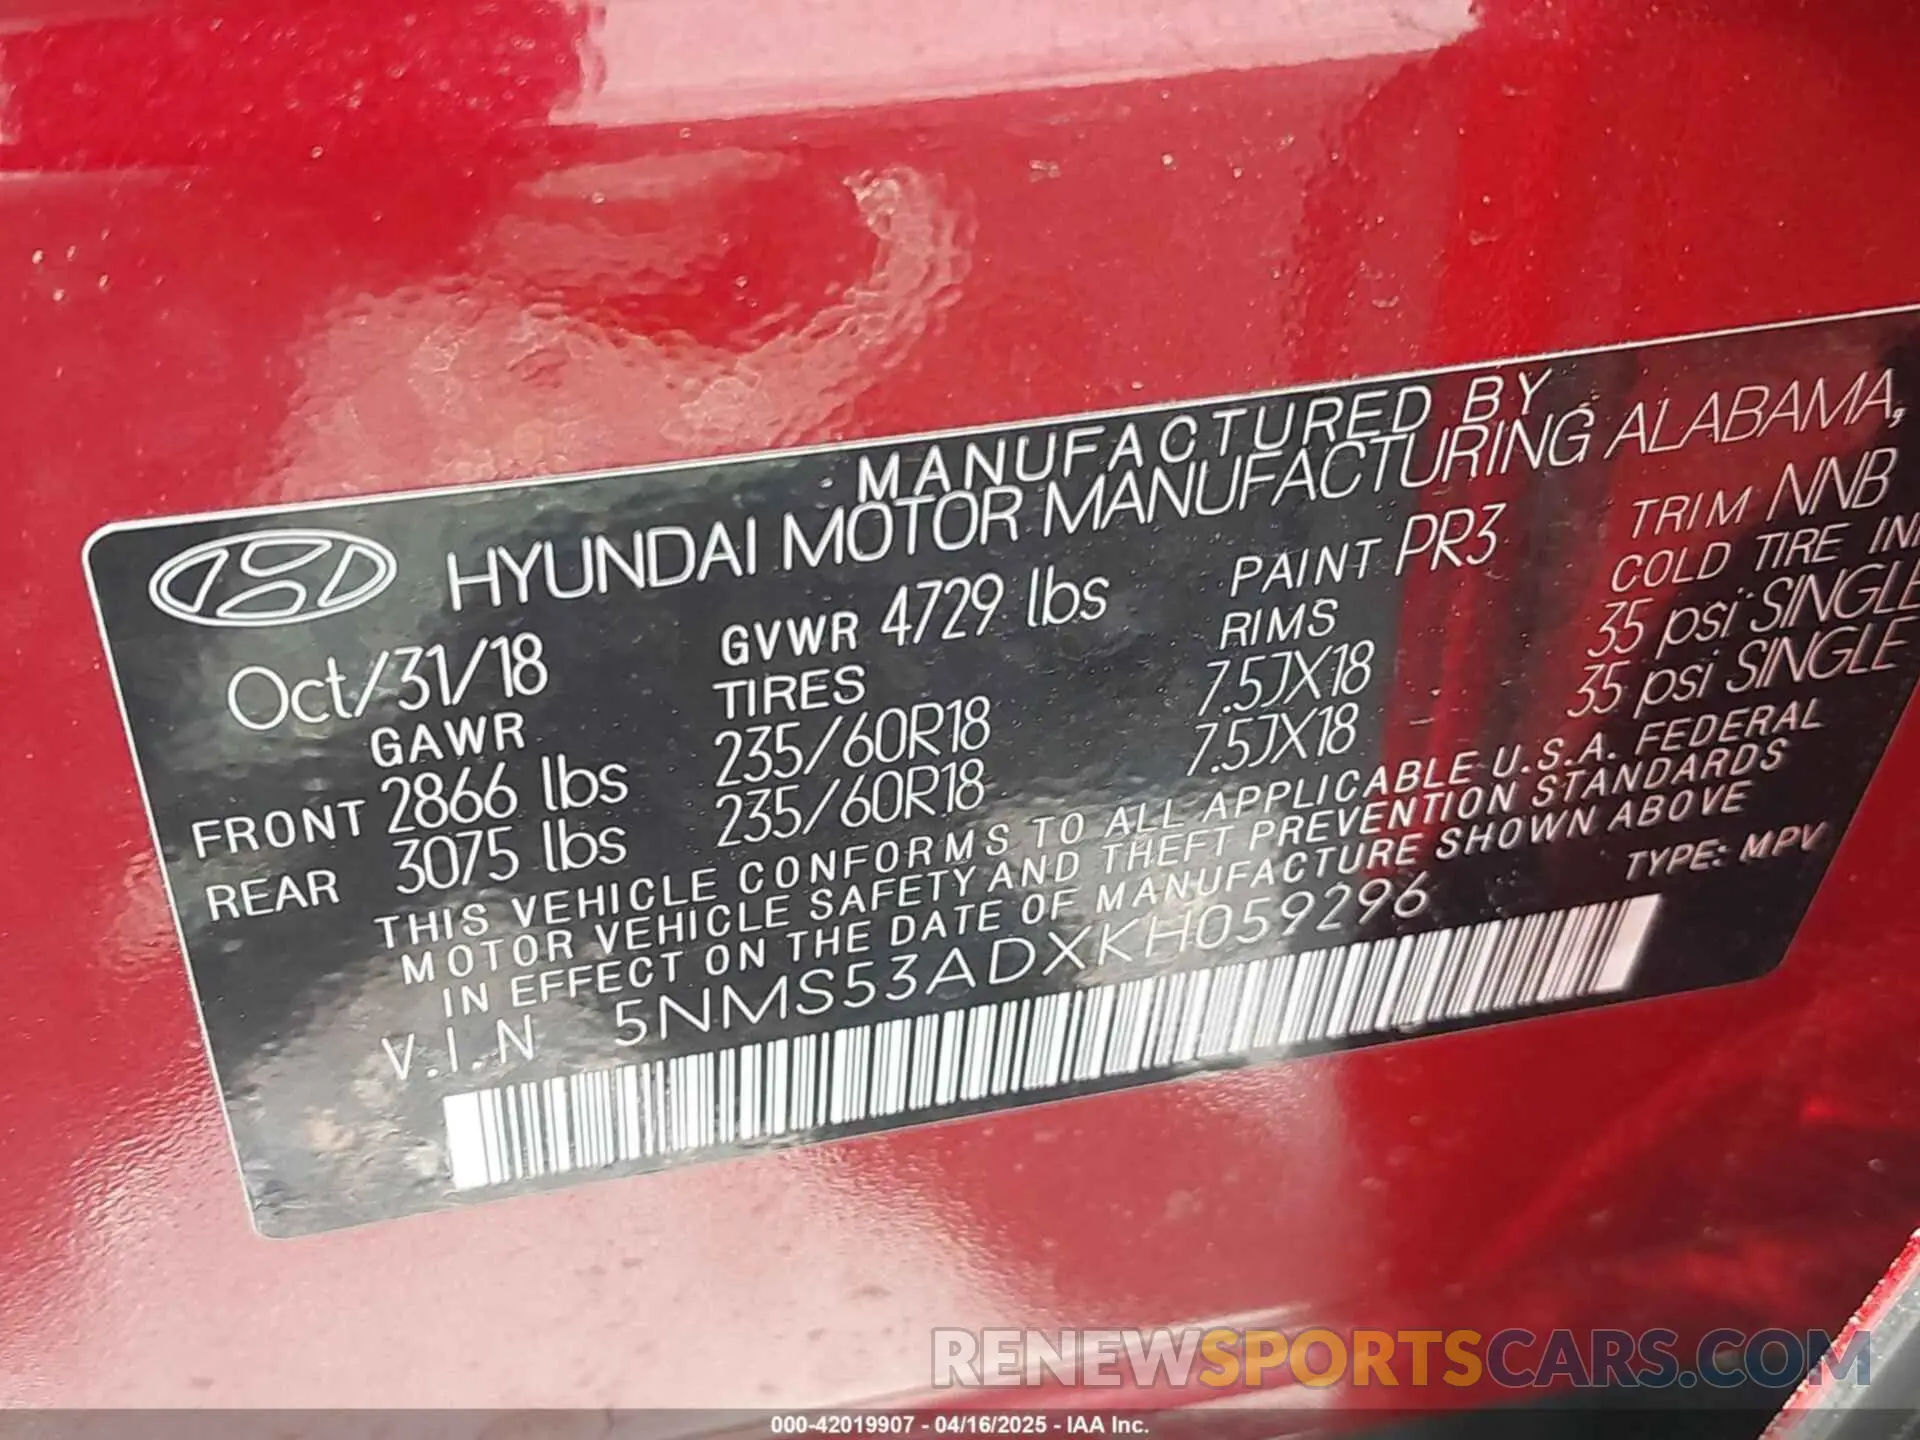 MANUFACTURED BY
HYUNDAI MOTOR MANUFACTURING ALABAMA,
Oct/31/18 GVWR 4729 lbs PAINT PR3 TRIM NNB
GAWR TIRES RIMS COLD TIRE
FRONT 2866 lbs 235/60R18 7.5JX18 35 psi SINGLE
REAR 3075 lbs 235/60R18 7.5JX18 35 psi SINGLE
THIS VEHICLE CONFORMS TO ALL APPLICABLE U.S.A. FEDERAL
MOTOR VEHICLE SAFETY AND THEFT PREVENTION STANDARDS
IN EFFECT ON THE DATE OF MANUFACTURE SHOWN ABOVE
V.I.N 5NMS53ADXKH059296 TYPE: MPV
RENEWSPORTSCARS.COM
000-42019907 - 04/16/2025 - IAA Inc.